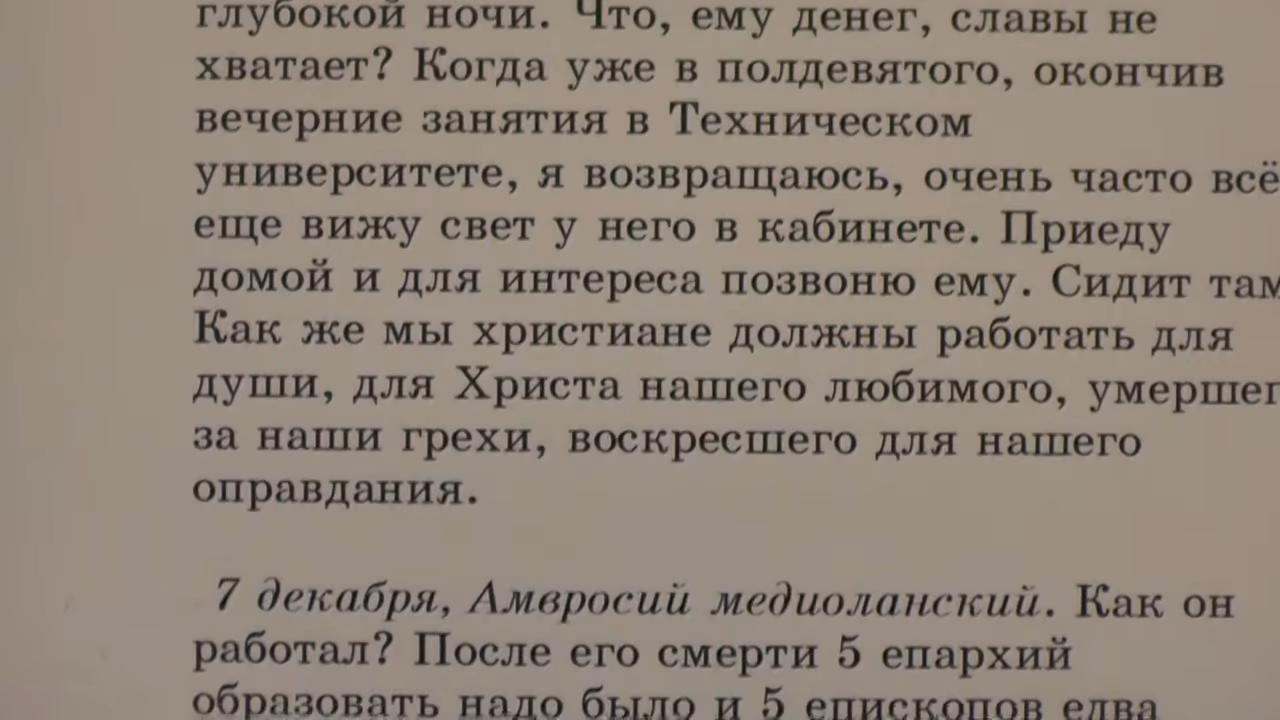 глубокой ночи. Что, ему денег, славы не
хватает? Когда уже в полдевятого, окончив
вечерние занятия в Техническом
университете, я возвращаюсь, очень часто всё
еще вижу свет у него в кабинете. Приеду
домой и для интереса позвоню ему. Сидит там
Как же мы христиане должны работать для
души, для Христа нашего любимого, умершег
за наши грехи, воскресшего для нашего
оправдания.
7 декабря, Амвросий медиоланский. Как он
работал? После его смерти 5 епархий
образовать надо было и 5 епископов едва